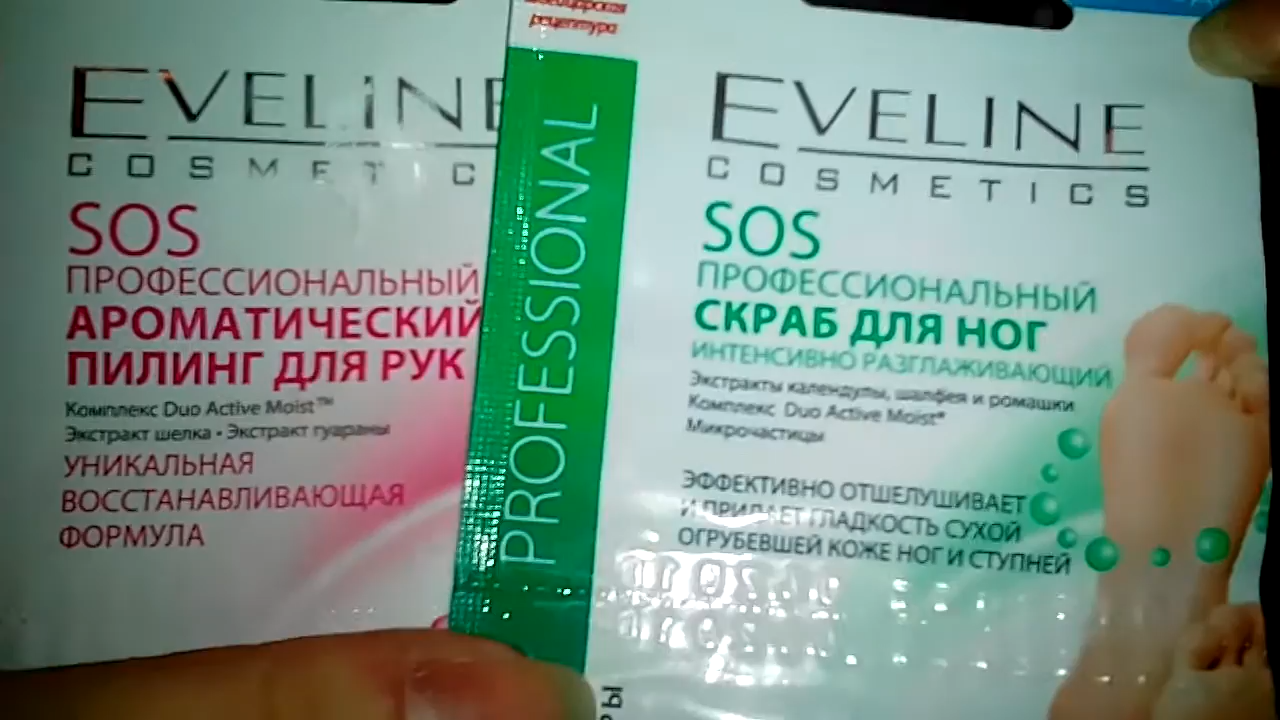 EVELINE
COSMETIC
SOS
ПРОФЕССИОНАЛЬНЫЙ
АРОМАТИЧЕСКИЙ
ПИЛИНГ ДЛЯ РУК
Комплекс Duo Active Moist™
Экстракт шелка • Экстракт гуараны
УНИКАЛЬНАЯ
ВОССТАНАВЛИВАЮЩАЯ
ФОРМУЛА
рецептура
PROFESSIONAL
EVELINE
COSMETICS
SOS
ПРОФЕССИОНАЛЬНЫЙ
СКРАБ ДЛЯ НОГ
ИНТЕНСИВНО РАЗГЛАЖИВАЮЩИЙ
Экстракты календулы, шалфея и ромашки
Комплекс Duo Active Moist®
Микрочастицы
ЭФФЕКТИВНО ОТШЕЛУШИВАЕТ
И ПРИДАЕТ ГЛАДКОСТЬ СУХОЙ
ОГРУБЕВШЕЙ КОЖЕ НОГ И СТУПНЕЙ